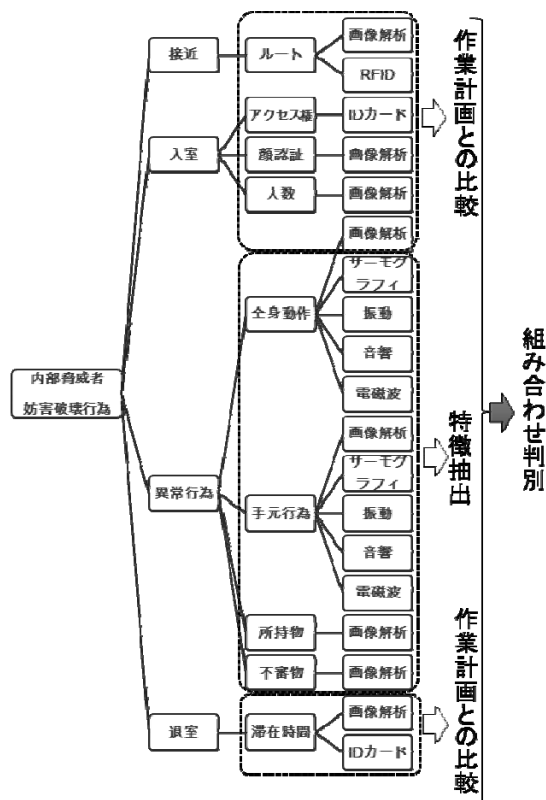 内部脅威者
妨害破壊行為
接近
ルート
画像解析
RFID
入室
アクセス権
IDカード
顔認証
画像解析
人数
画像解析
作業計画との比較
異常行為
全身動作
画像解析
サーモグ
ラフィ
振動
音響
電磁波
手元行為
画像解析
サーモグ
ラフィ
振動
音響
電磁波
所持物
画像解析
不審物
画像解析
特徴抽出
退室
滞在時間
画像解析
IDカード
作業計画との比較
組み合わせ判別